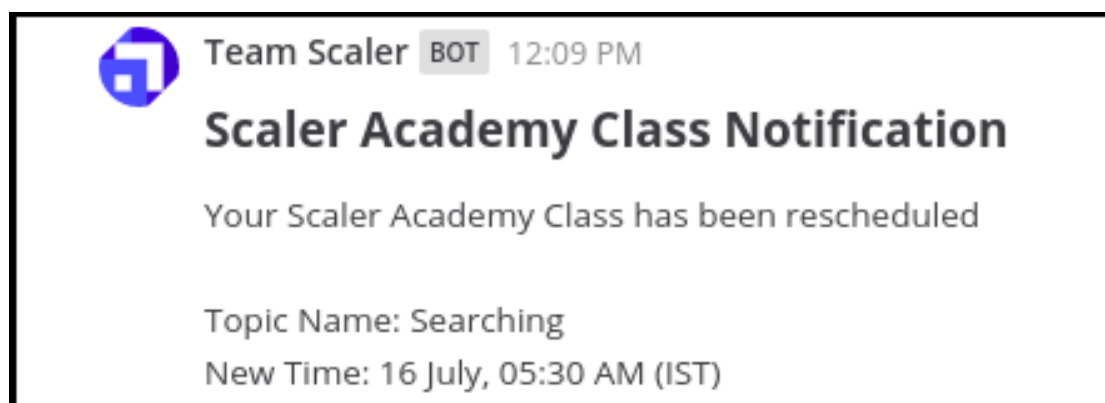 Team Scaler BOT 12:09 PM
Scaler Academy Class Notification
Your Scaler Academy Class has been rescheduled
Topic Name: Searching
New Time: 16 July, 05:30 AM (IST)